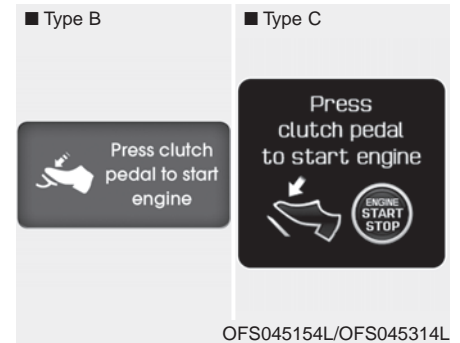 ■ Type B
■ Type C
Press clutch
pedal to start
engine
Press
clutch pedal
to start engine
ENGINE
START
STOP
OFS045154L/OFS045314L